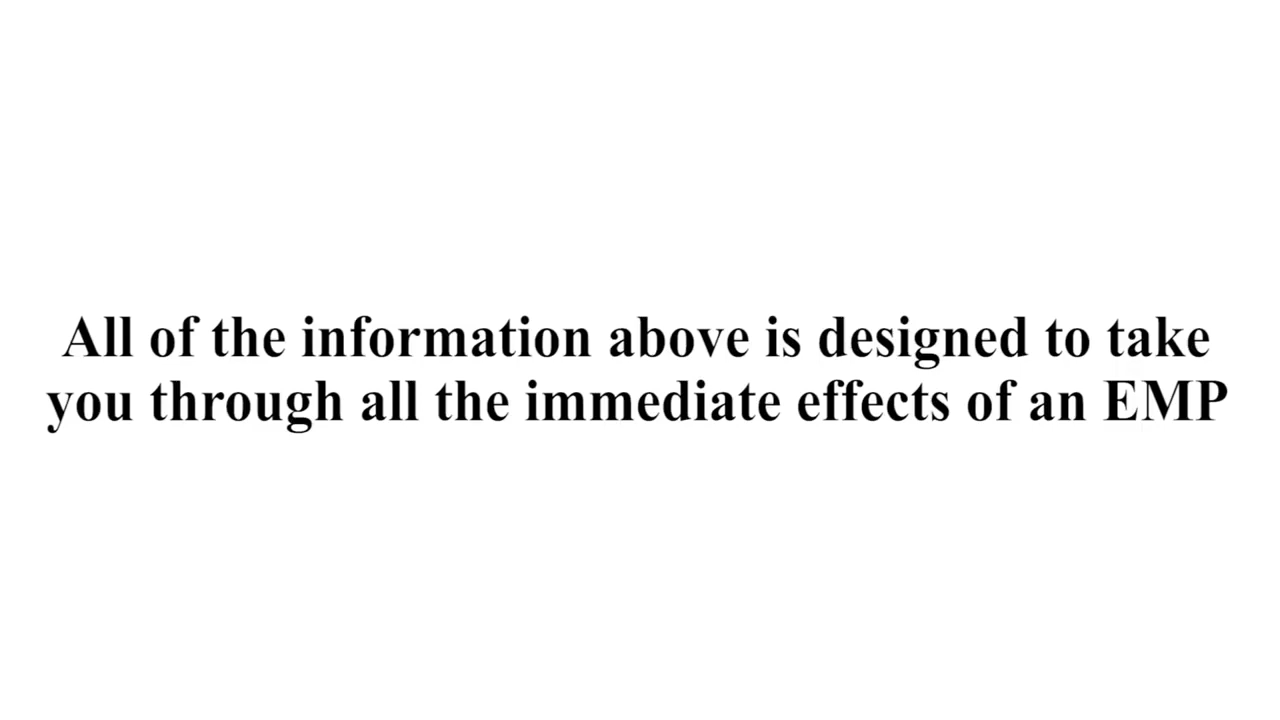 All of the information above is designed to take
you through all the immediate effects of an EMP